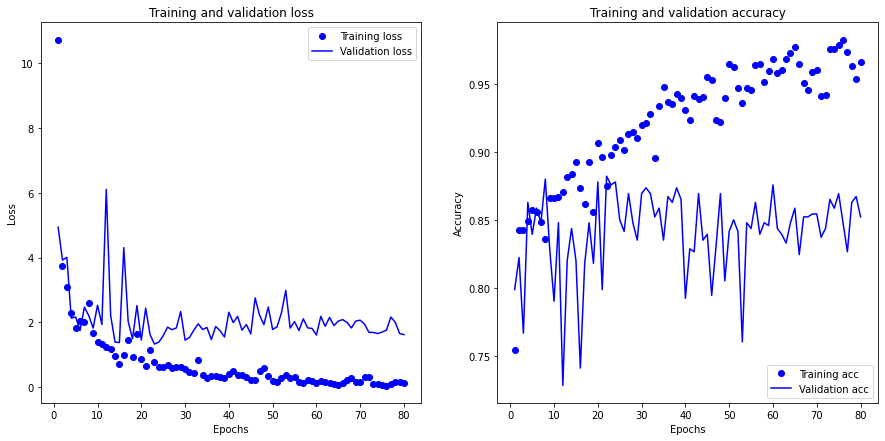 Training and validation loss
Training loss
Validation loss
10
8
6
4
2
0
Loss
0 10 20 30 40 50 60 70 80
Epochs
Training and validation accuracy
0.95
0.90
0.85
0.80
0.75
Accuracy
Training acc
Validation acc
0 10 20 30 40 50 60 70 80
Epochs